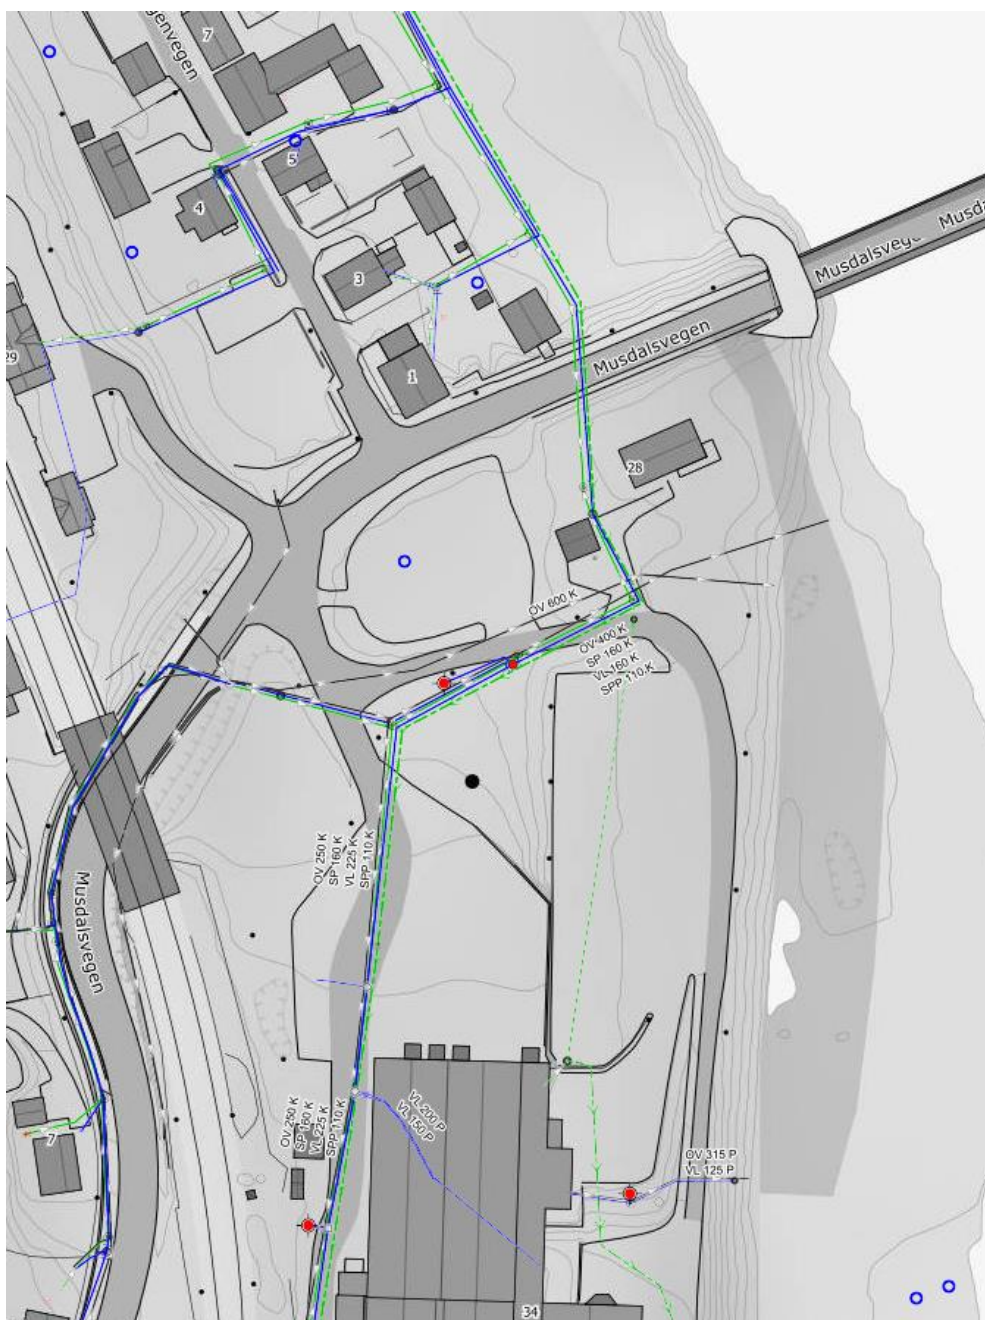 7
genvegen
5
4
Musdalsvegen
Musda
3
Musdalsvegen
29
1
28
OV 600 K
OV 400 K
SP 160 K
VL 160 K
SPP 110 K
OV 250 K
SP 160 K
VL 225 K
SPP 110 K
Musdalsvegen
VL 200 P
VL 150 P
OV 250 K
SP 160 K
VL 225 K
SPP 110 K
7
OV 315 P
VL 125 P
34